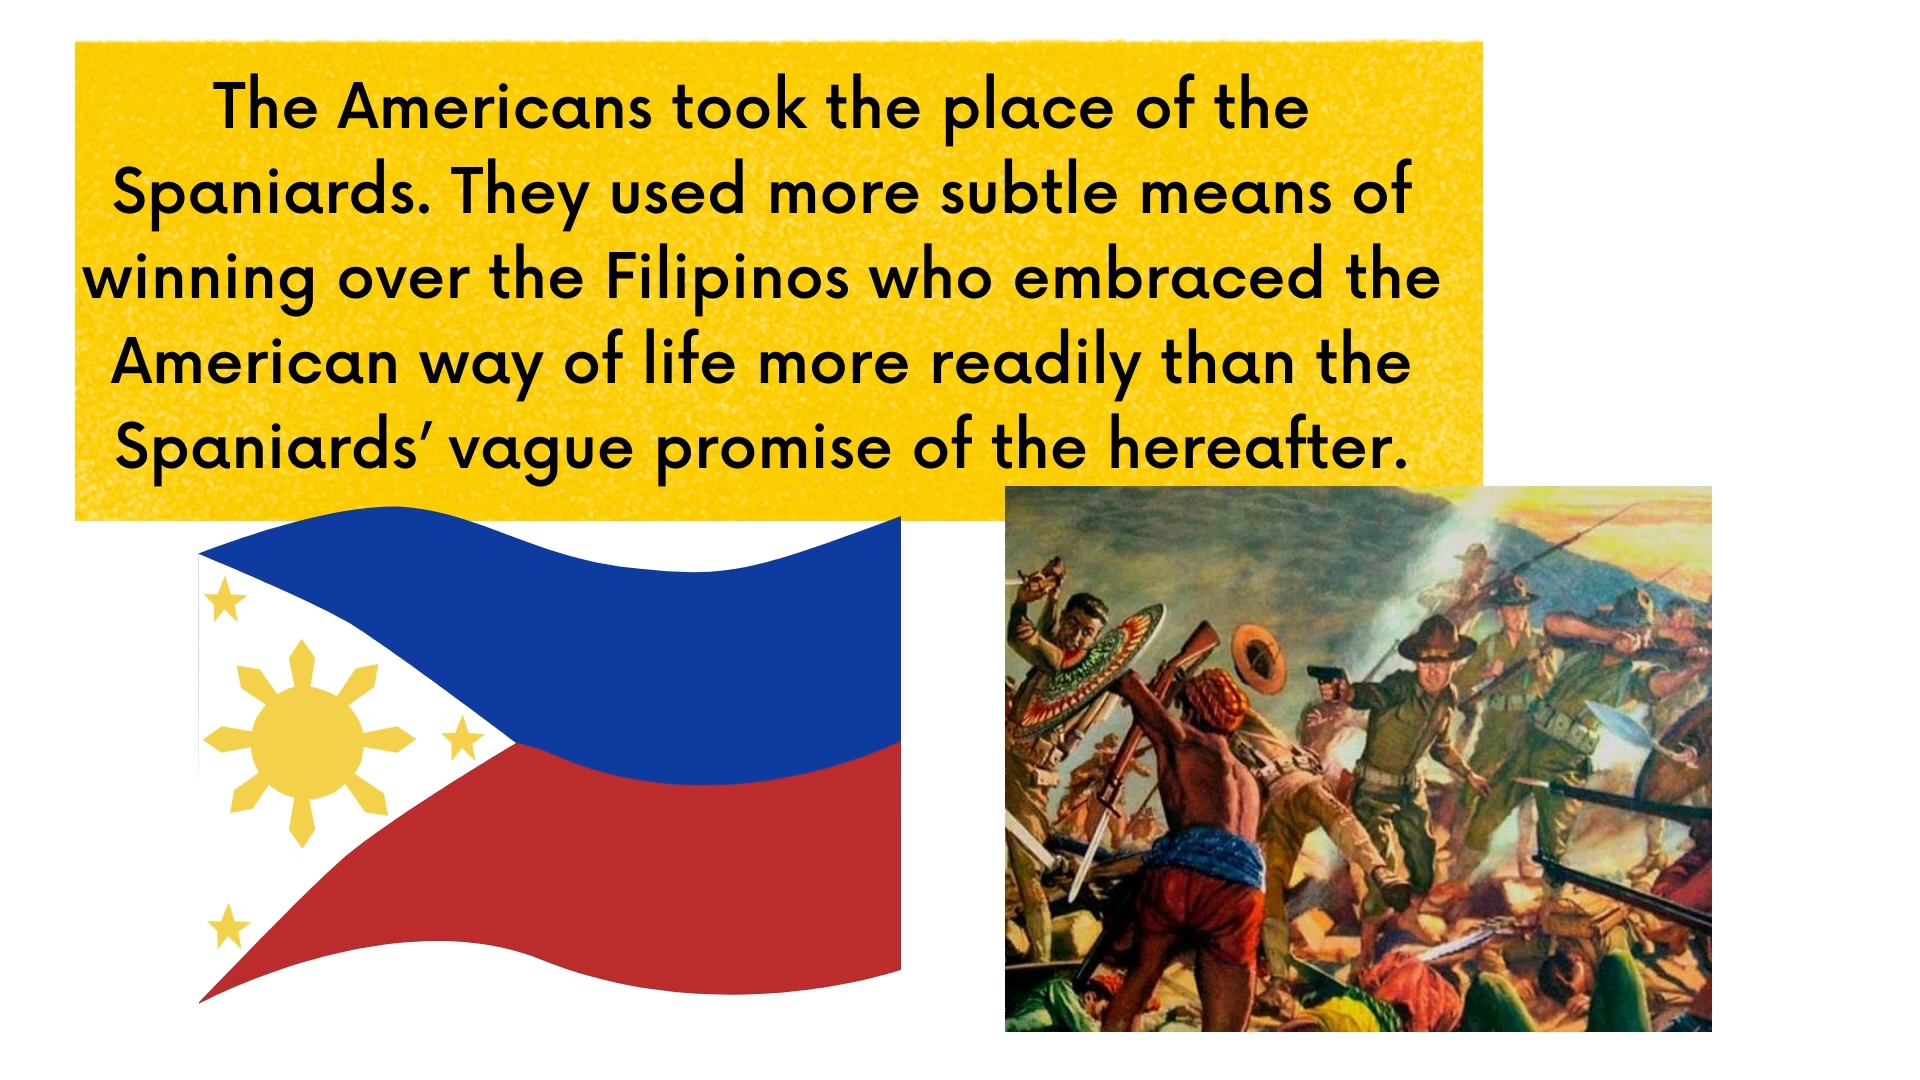 The Americans took the place of the
Spaniards. They used more subtle means of
winning over the Filipinos who embraced the
American way of life more readily than the
Spaniards’ vague promise of the hereafter.